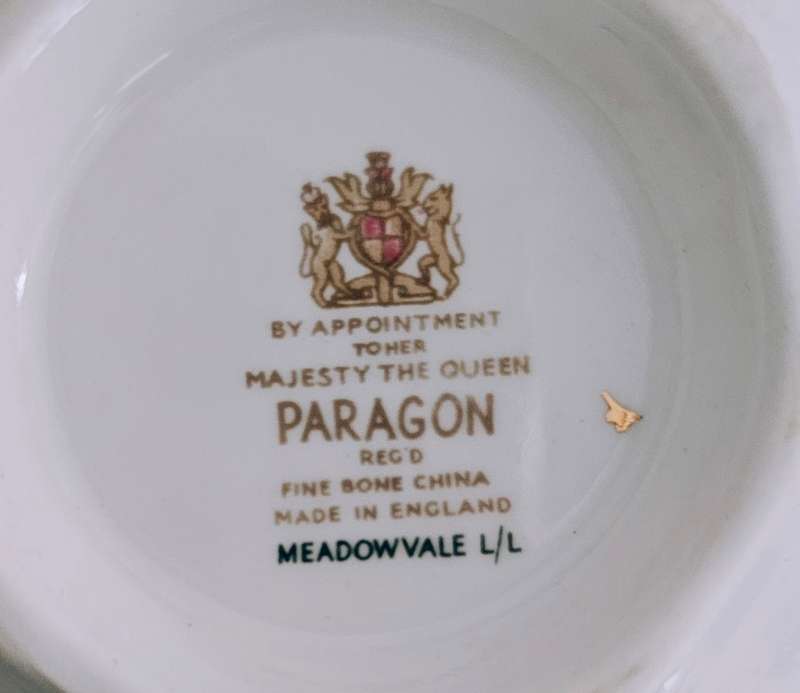 BY APPOINTMENT
TO HER
MAJESTY THE QUEEN
PARAGON
REG'D
FINE BONE CHINA
MADE IN ENGLAND
MEADOWVALE L/L